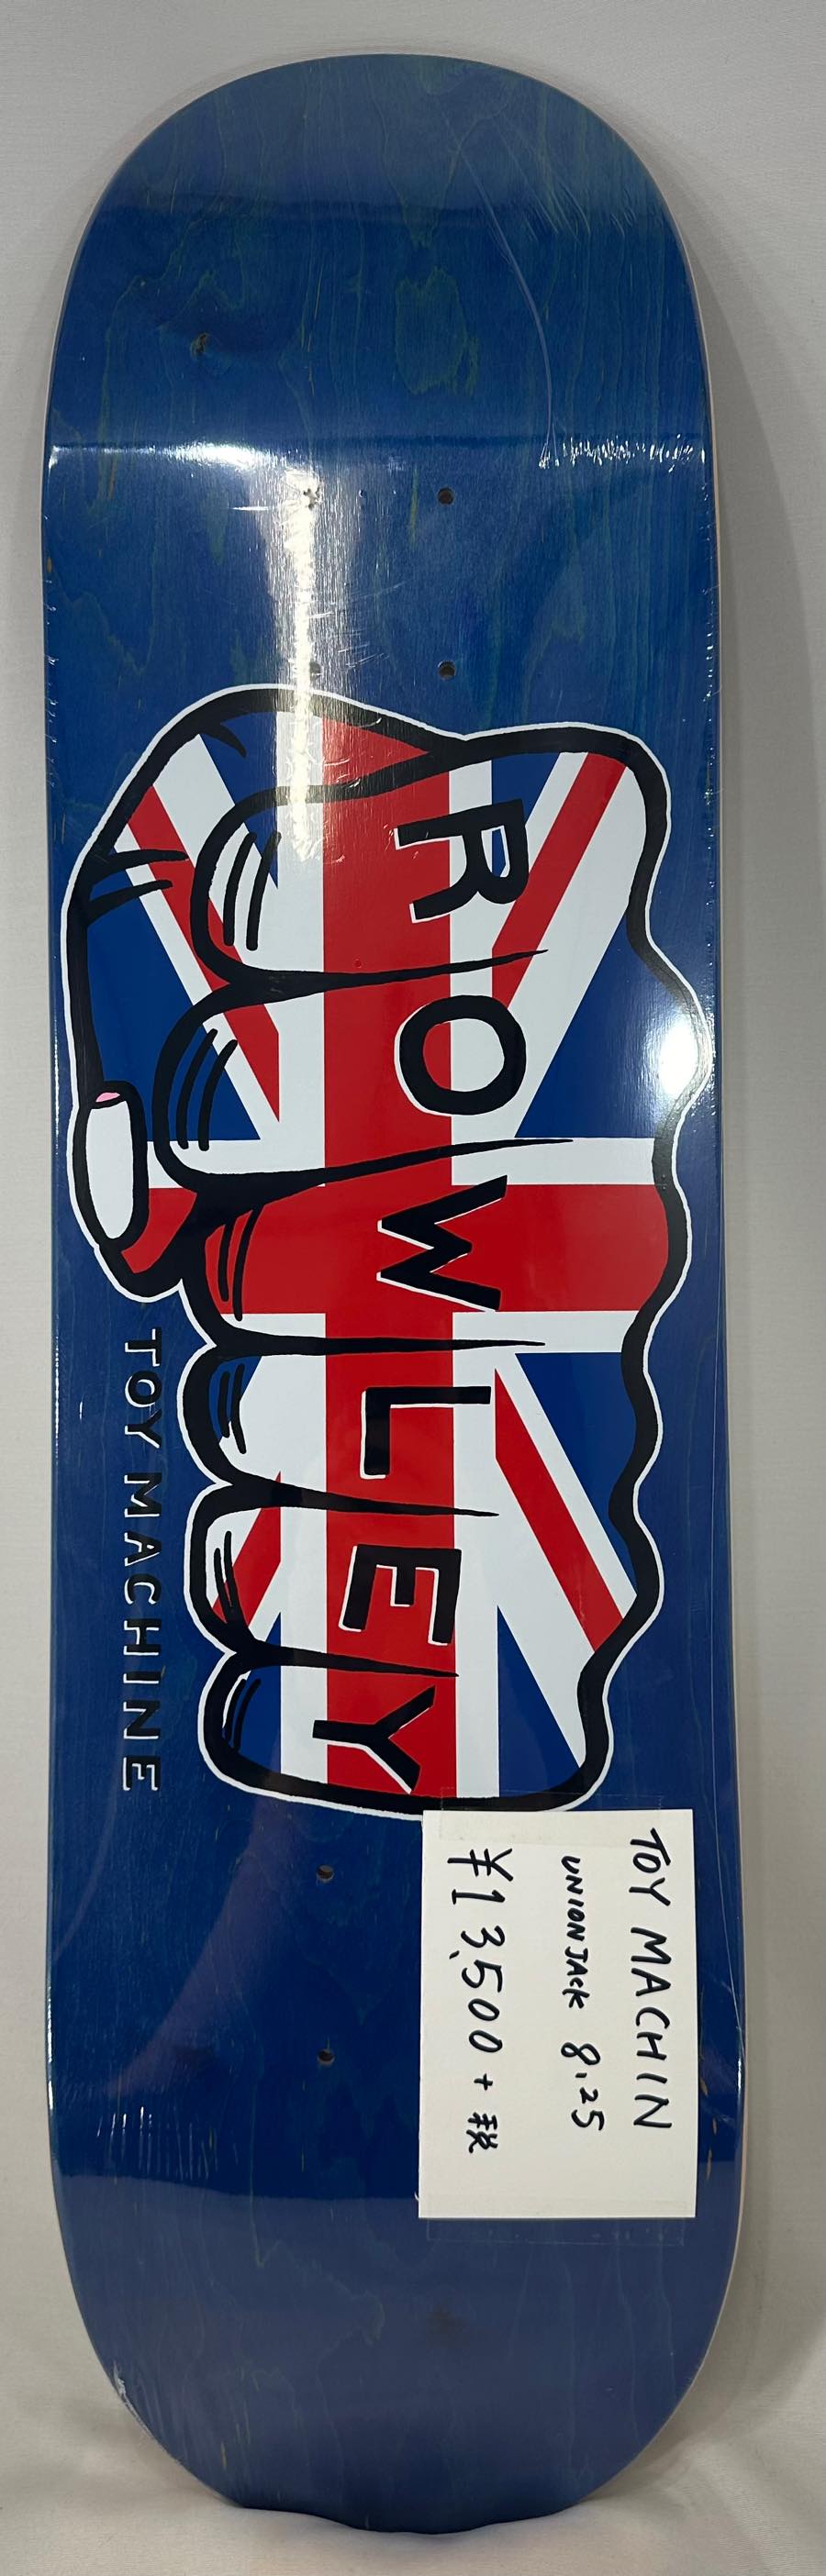 ROWLEY
TOY MACHINE
TOY MACHIN
UNION JACK 8.25
¥13,500+税